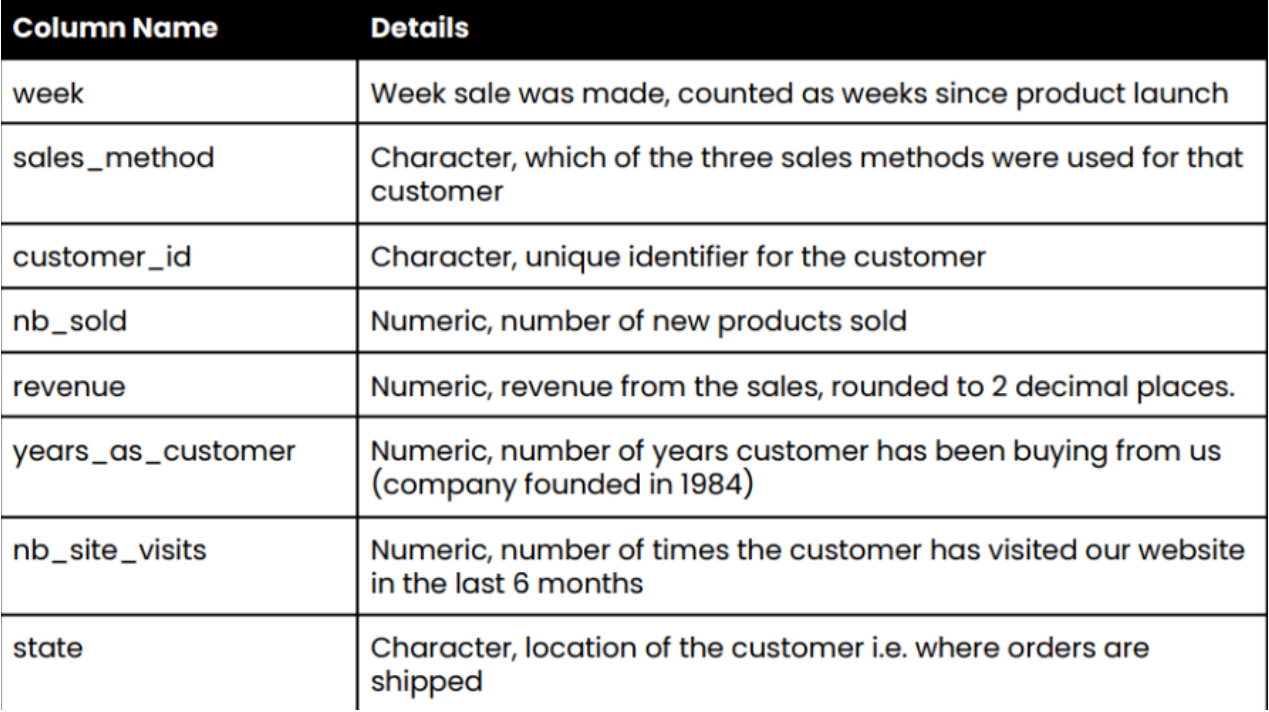 Column Name Details
week Week sale was made, counted as weeks since product launch
sales_method Character, which of the three sales methods were used for that
customer
customer_id Character, unique identifier for the customer
nb_sold Numeric, number of new products sold
revenue Numeric, revenue from the sales, rounded to 2 decimal places.
years_as_customer Numeric, number of years customer has been buying from us
(company founded in 1984)
nb_site_visits Numeric, number of times the customer has visited our website
in the last 6 months
state Character, location of the customer i.e. where orders are
shipped